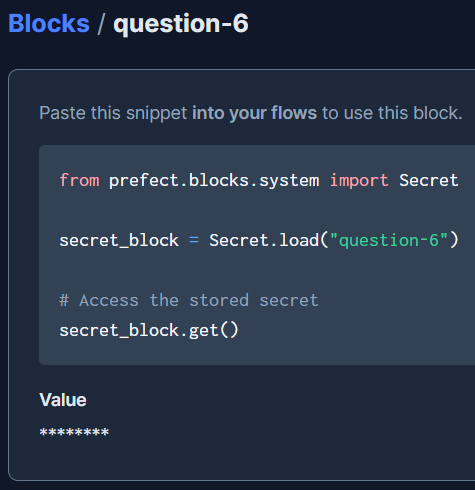 Blocks / question-6
Paste this snippet into your flows to use this block.
from prefect.blocks.system import Secret
secret_block = Secret.load("question-6")
# Access the stored secret
secret_block.get()
Value
********